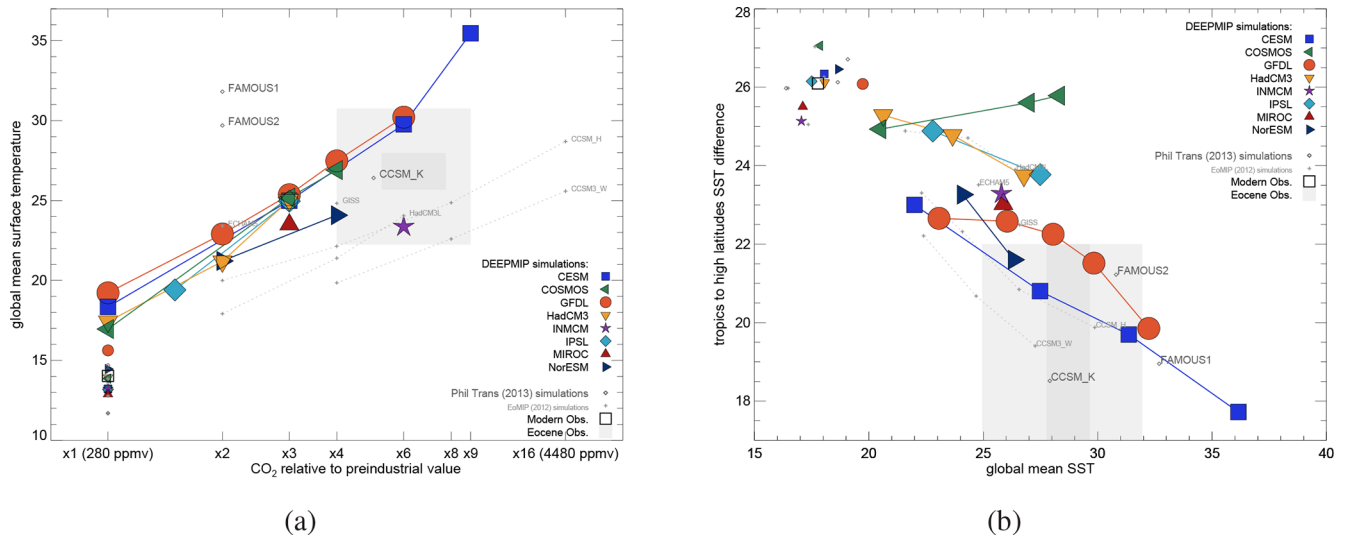 35
30
25
20
15
10
global mean surface temperature
FAMOUS1
FAMOUS2
CCSM_H
CCSM_K
CCSM3_W
GISS
HadCM3L
ECHAM5
DEEPMIP simulations:
CESM
COSMOS
GFDL
HadCM3
INMCM
IPSL
MIROC
NorESM
Phil Trans (2013) simulations
EoMIP (2012) simulations
Modern Obs.
Eocene Obs.
x1 (280 ppmv) x2 x3 x4 x6 x8 x9 x16 (4480 ppmv)
CO2 relative to preindustrial value
(a)
28
26
24
22
20
18
tropics to high latitudes SST difference
DEEPMIP simulations:
CESM
COSMOS
GFDL
HadCM3
INMCM
IPSL
MIROC
NorESM
Phil Trans (2013) simulations
EoMIP (2012) simulations
Modern Obs.
Eocene Obs.
ECHAM5
GISS
FAMOUS2
CCSM_H
CCSM3_W
FAMOUS1
CCSM_K
15 20 25 30 35 40
global mean SST
(b)